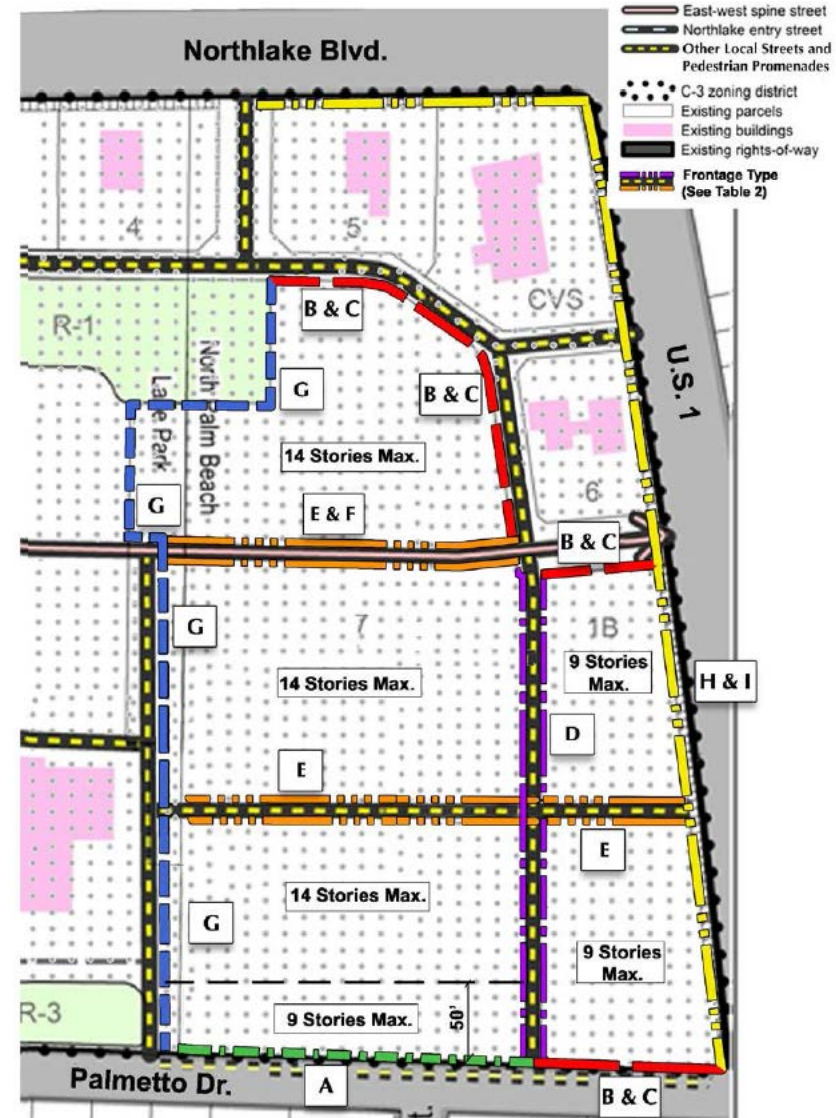 East-west spine street
Northlake entry street
Other Local Streets and
Pedestrian Promenades
C-3 zoning district
Existing parcels
Existing buildings
Existing rights-of-way
Frontage Type
(See Table 2)
Northlake Blvd.
4
5
CVS
R-1
B & C
U.S. 1
North Palm Beach
Lake Park
G
B & C
14 Stories Max.
6
G
E & F
B & C
G
7
1B
14 Stories Max.
9 Stories
Max.
H & I
D
E
E
14 Stories Max.
G
9 Stories
Max.
R-3
9 Stories Max.
50'
Palmetto Dr.
A
B & C